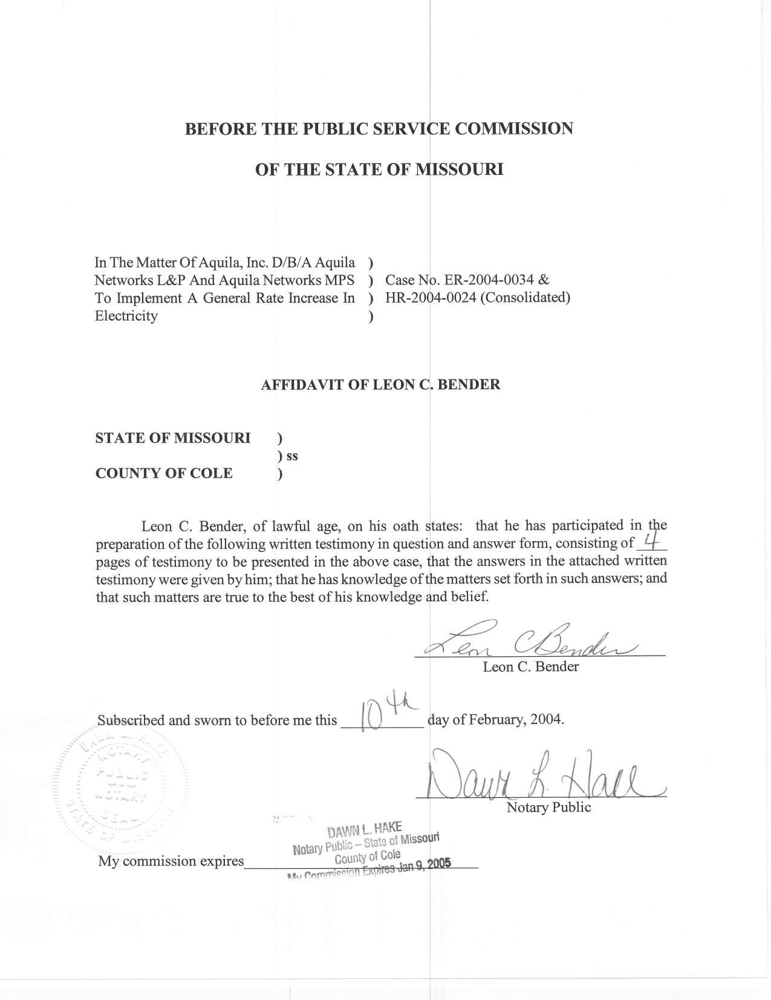 BEFORE THE PUBLIC SERVICE COMMISSION
OF THE STATE OF MISSOURI
In The Matter Of Aquila, Inc. D/B/A Aquila )
Networks L&P And Aquila Networks MPS ) Case No. ER-2004-0034 &
To Implement A General Rate Increase In ) HR-2004-0024 (Consolidated)
Electricity )
AFFIDAVIT OF LEON C. BENDER
STATE OF MISSOURI )
) ss
COUNTY OF COLE )
Leon C. Bender, of lawful age, on his oath states: that he has participated in the
preparation of the following written testimony in question and answer form, consisting of 4
pages of testimony to be presented in the above case, that the answers in the attached written
testimony were given by him; that he has knowledge of the matters set forth in such answers; and
that such matters are true to the best of his knowledge and belief.
Leon C Bender
Leon C. Bender
Subscribed and sworn to before me this 10th day of February, 2004.
DAWN L. HAKE
NOTARY
PUBLIC
NOTARY
SEAL
STATE OF MISSOURI
Dawn L. Hake
Notary Public
DAWN L. HAKE
Notary Public – State of Missouri
County of Cole
My Commission Expires Jan 9, 2005
My commission expires